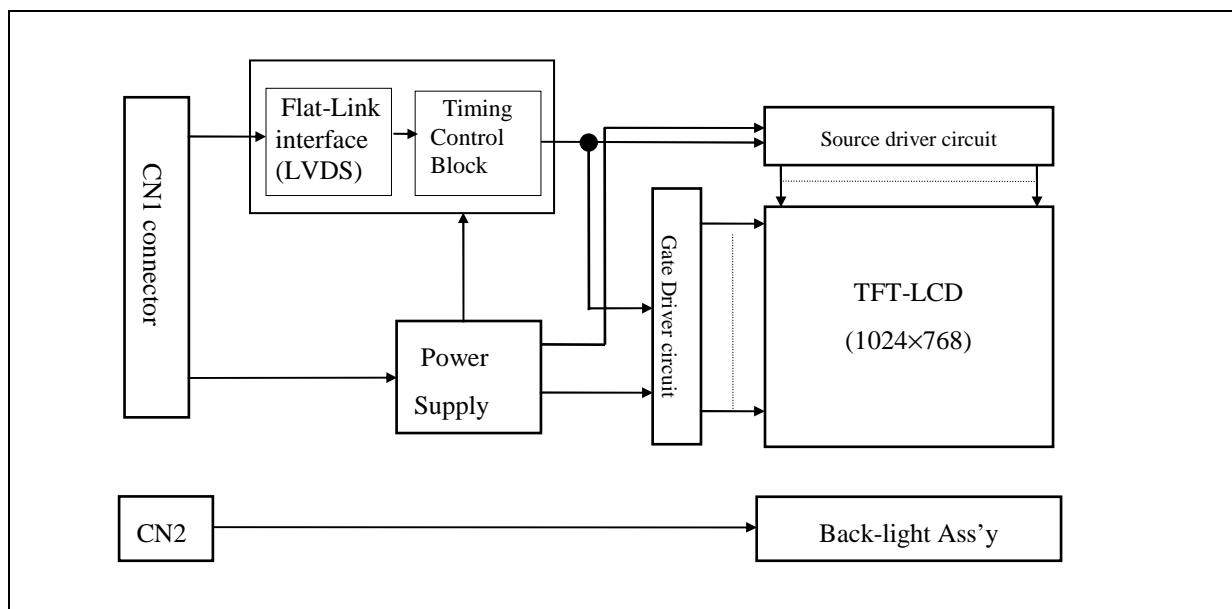 CN1 connector
Flat-Link
interface
(LVDS)
Timing
Control
Block
Source driver circuit
Gate Driver circuit
TFT-LCD
(1024×768)
Power
Supply
CN2
Back-light Ass’y